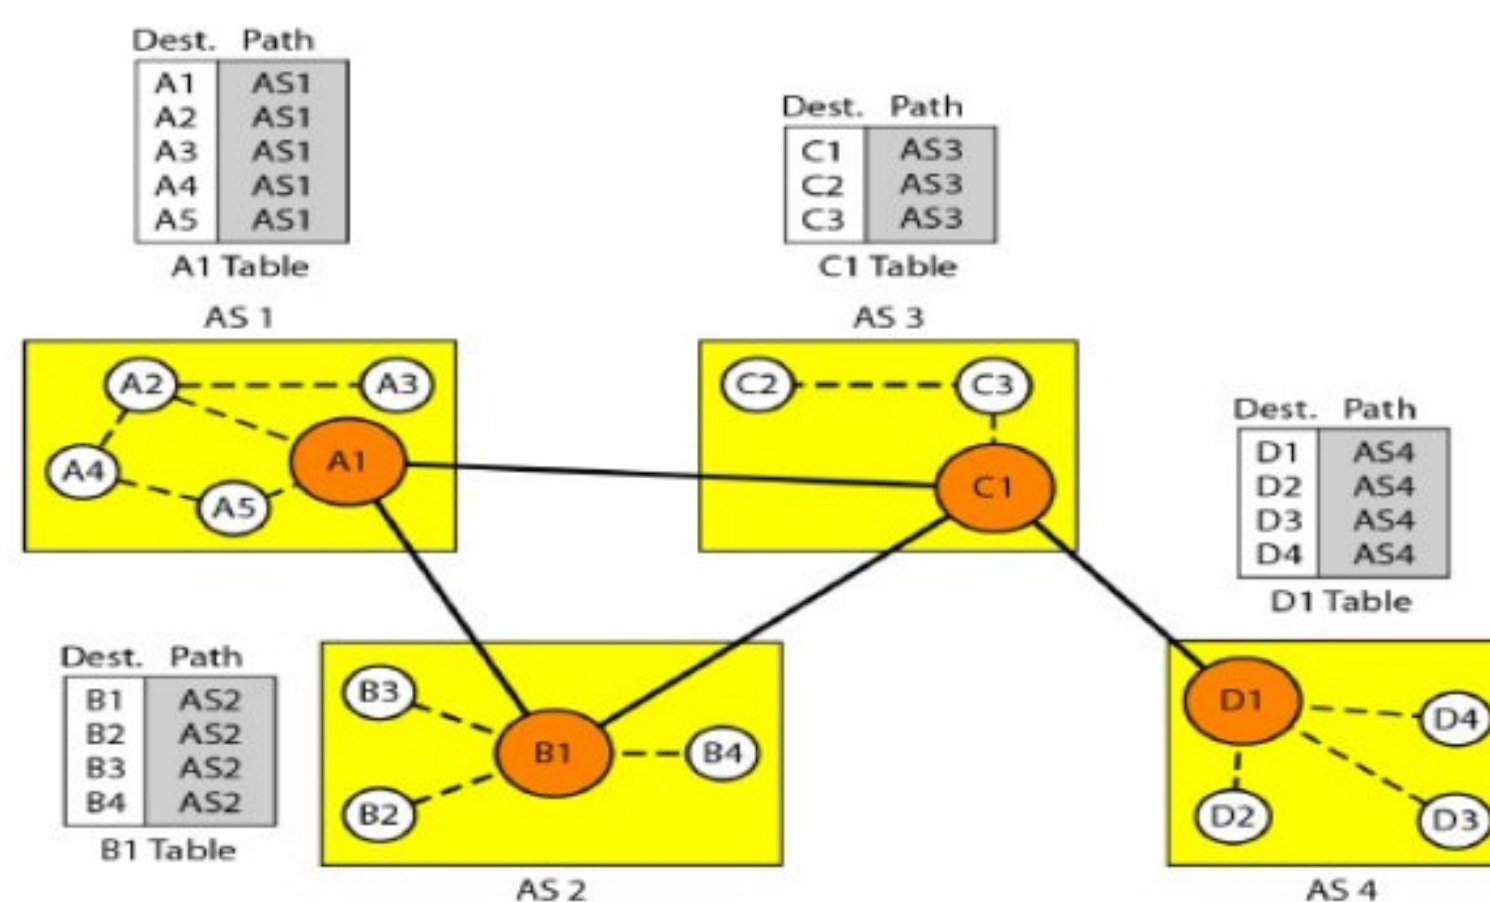 Dest. Path
A1 AS1
A2 AS1
A3 AS1
A4 AS1
A5 AS1
A1 Table
Dest. Path
C1 AS3
C2 AS3
C3 AS3
C1 Table
AS 1
A2
A3
A1
A4
A5
AS 3
C2
C3
C1
Dest. Path
D1 AS4
D2 AS4
D3 AS4
D4 AS4
D1 Table
Dest. Path
B1 AS2
B2 AS2
B3 AS2
B4 AS2
B1 Table
B3
B1
B4
B2
AS 2
D1
D4
D2
D3
AS 4